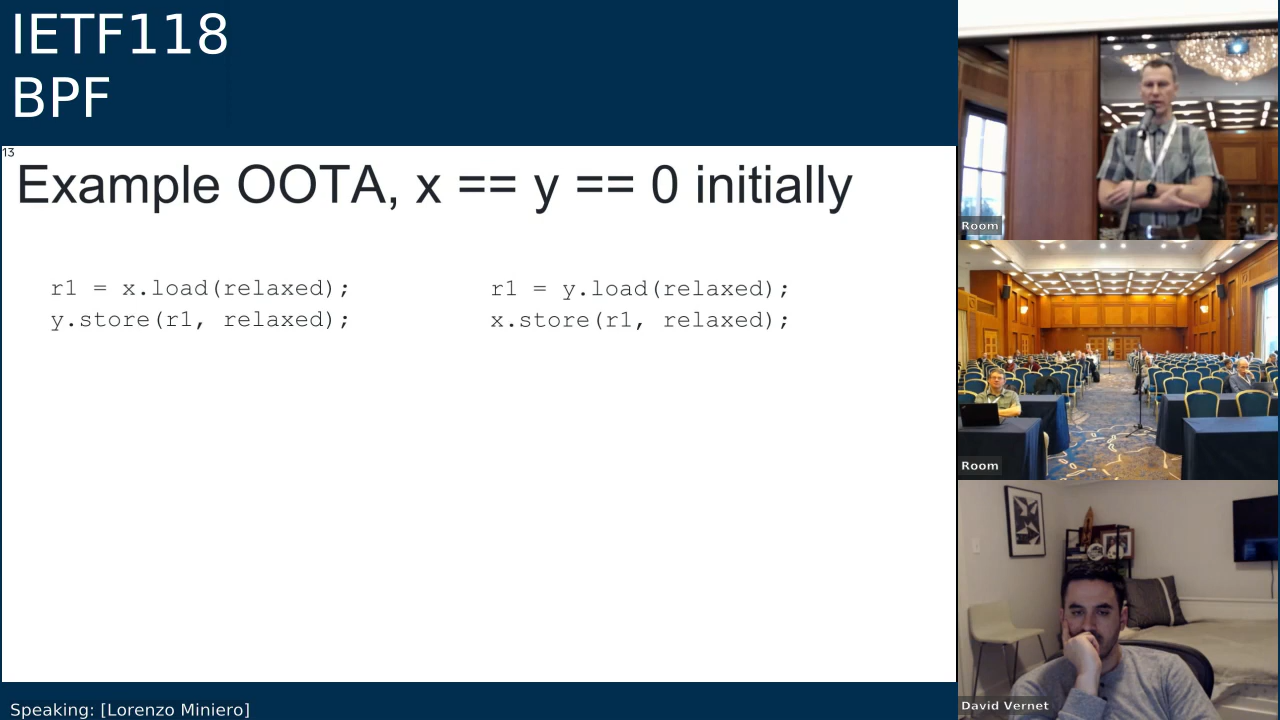 IETF118
BPF
13
Example OOTA, x == y == 0 initially
r1 = x.load(relaxed);
y.store(r1, relaxed);
r1 = y.load(relaxed);
x.store(r1, relaxed);
Room
Room
David Vernet
Speaking: [Lorenzo Miniero]